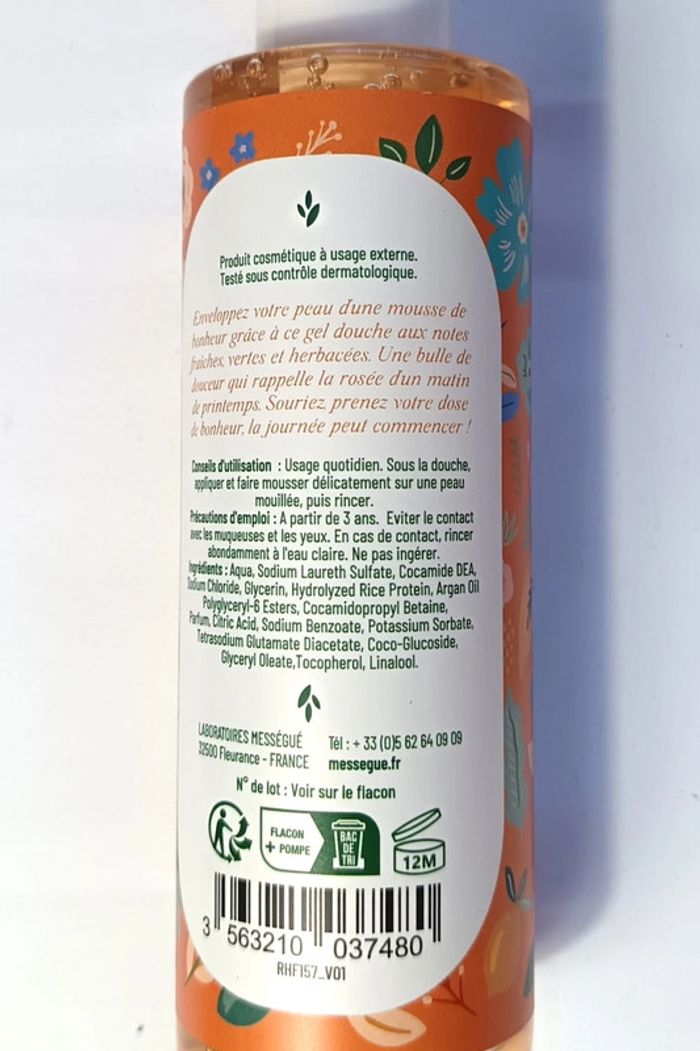 Produit cosmétique à usage externe.
Testé sous contrôle dermatologique.
Enveloppez votre peau d'une mousse de
bonheur grâce à ce gel douche aux notes
fraîches, vertes et herbacées. Une bulle de
douceur qui rappelle la rosée d'un matin
de printemps. Souriez, prenez votre dose
de bonheur, la journée peut commencer !
Conseils d'utilisation : Usage quotidien. Sous la douche,
appliquer et faire mousser délicatement sur une peau
mouillée, puis rincer.
Précautions d'emploi : A partir de 3 ans. Eviter le contact
avec les muqueuses et les yeux. En cas de contact, rincer
abondamment à l'eau claire. Ne pas ingérer.
Ingrédients : Aqua, Sodium Laureth Sulfate, Cocamide DEA,
Sodium Chloride, Glycerin, Hydrolyzed Rice Protein, Argan Oil
Polyglyceryl-6 Esters, Cocamidopropyl Betaine,
Parfum, Citric Acid, Sodium Benzoate, Potassium Sorbate,
Tetrasodium Glutamate Diacetate, Coco-Glucoside,
Glyceryl Oleate,Tocopherol, Linalool.
LABORATOIRES MESSÉGUÉ Tél : + 33 (0)5 62 64 09 09
32500 Fleurance - FRANCE messegue.fr
N° de lot : Voir sur le flacon
FLACON
+ POMPE
BAC
DE
TRI
12M
3 563210 037480
RHF157_V01